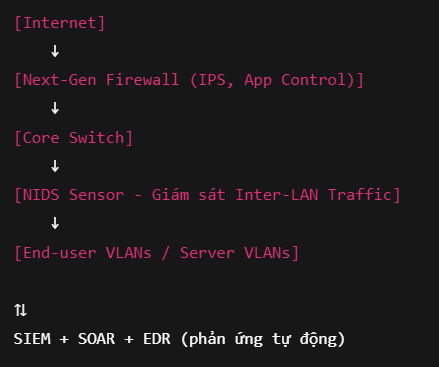 [Internet]
↓
[Next-Gen Firewall (IPS, App Control)]
↓
[Core Switch]
↓
[NIDS Sensor - Giám sát Inter-LAN Traffic]
↓
[End-user VLANs / Server VLANs]
⇅
SIEM + SOAR + EDR (phản ứng tự động)